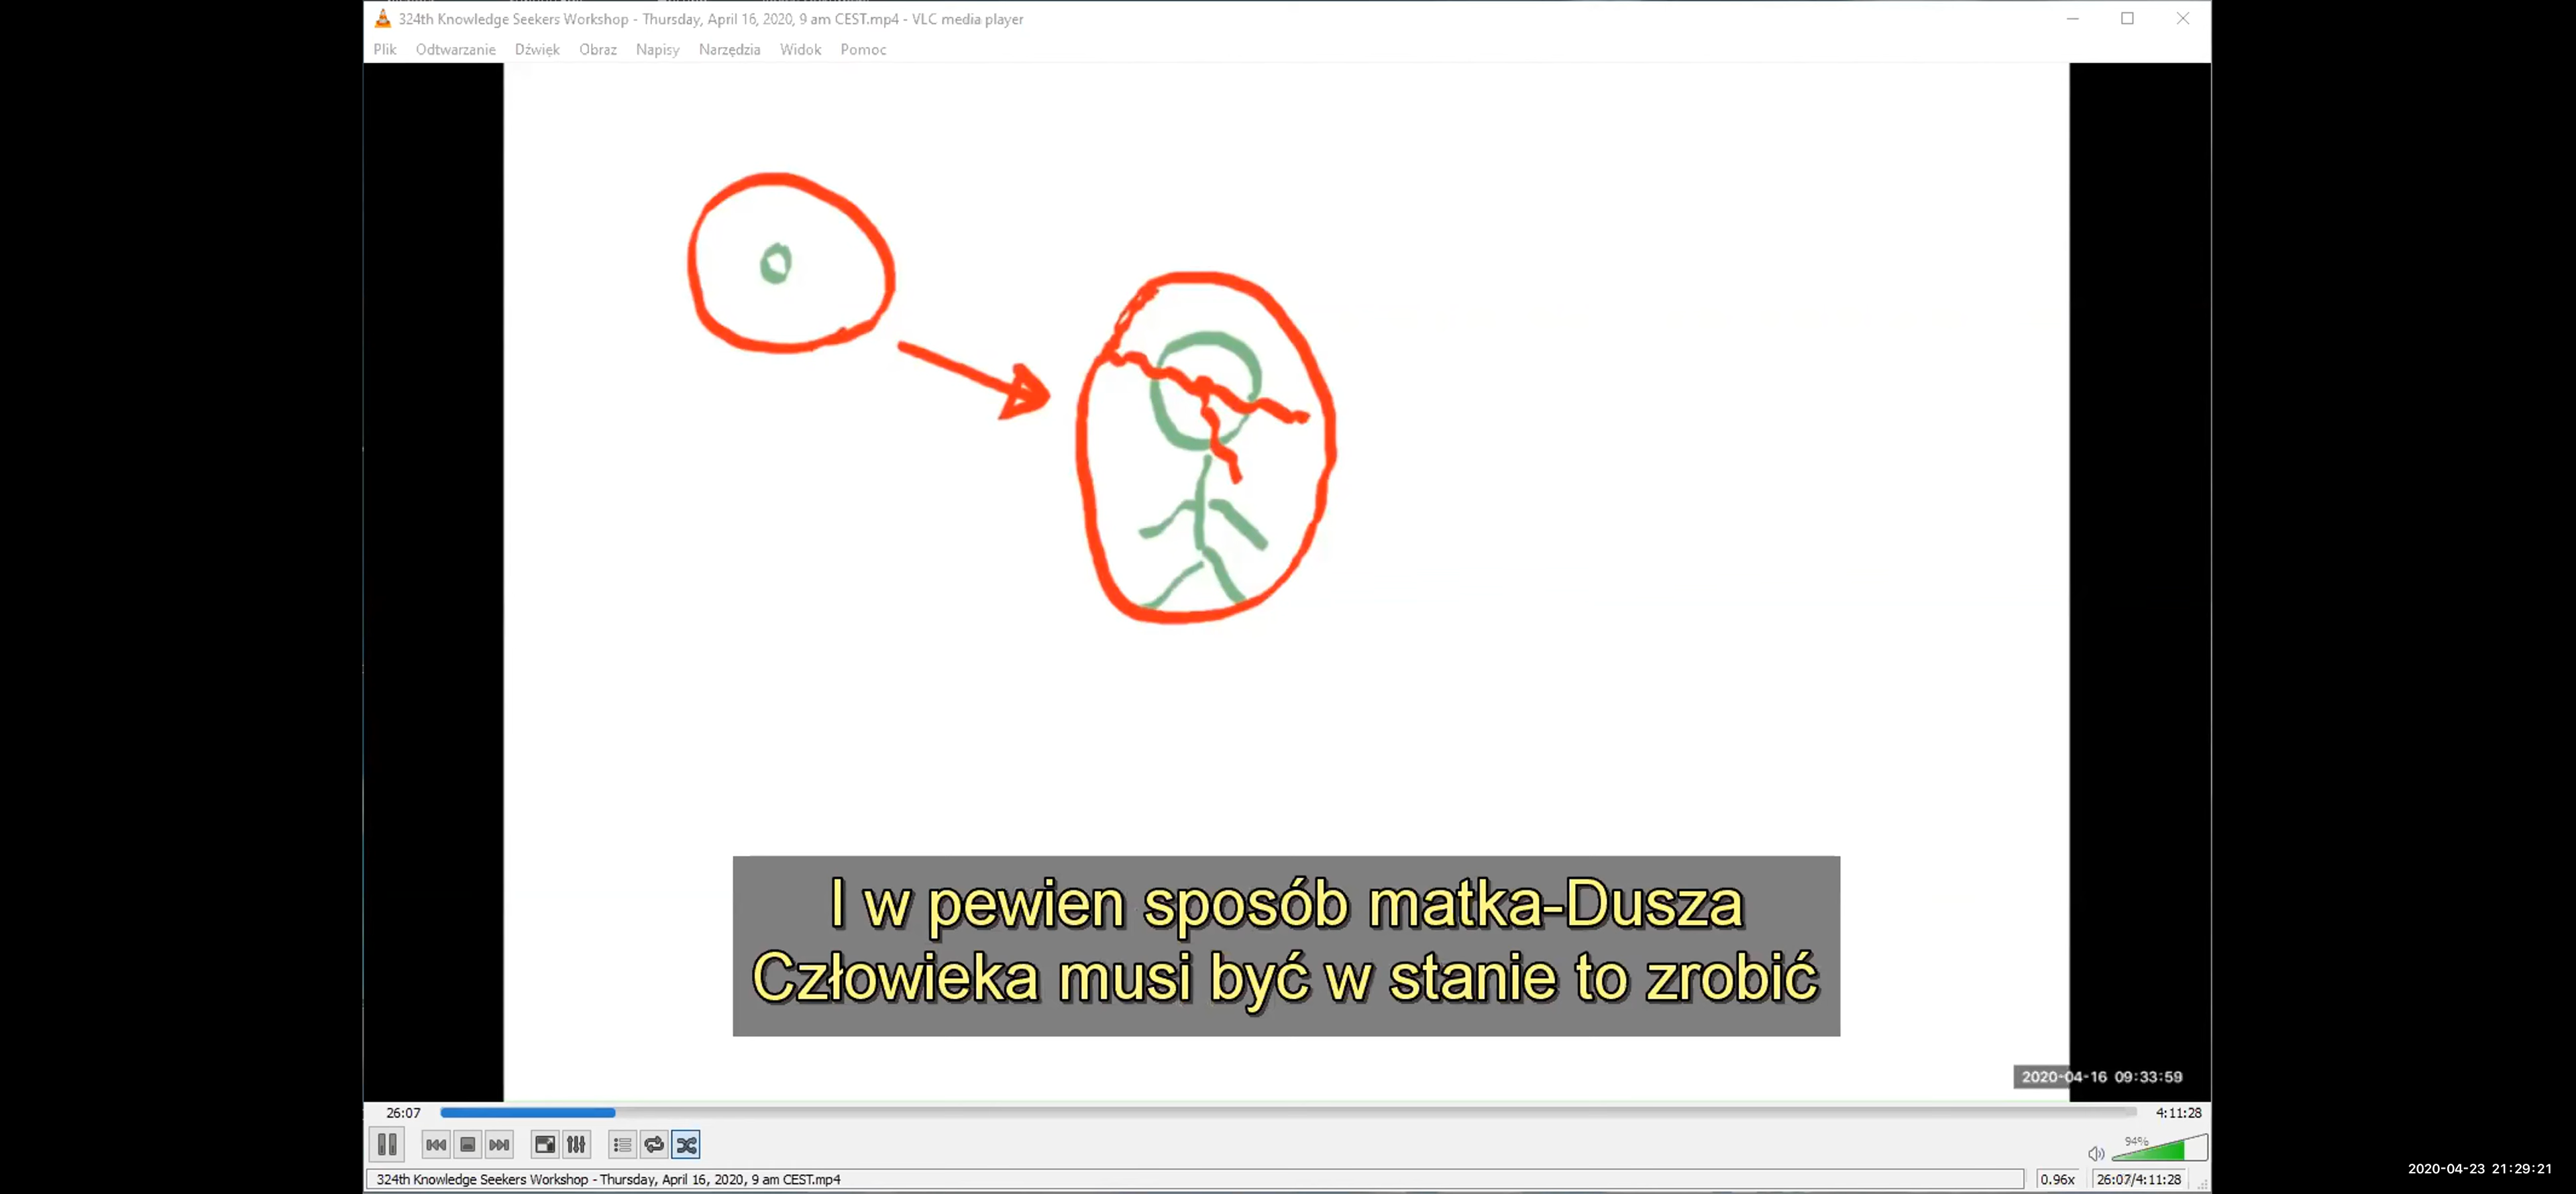 324th Knowledge Seekers Workshop - Thursday, April 16, 2020, 9 am CEST.mp4 - VLC media player
Plik Odtwarzanie Dźwięk Obraz Napisy Narzędzia Widok Pomoc
I w pewien sposób matka-Dusza
Człowieka musi być w stanie to zrobić
2020-04-16 09:33:59
26:07 4:11:28
94%
324th Knowledge Seekers Workshop - Thursday, April 16, 2020, 9 am CEST.mp4 0.96x 26:07/4:11:28
2020-04-23 21:29:21